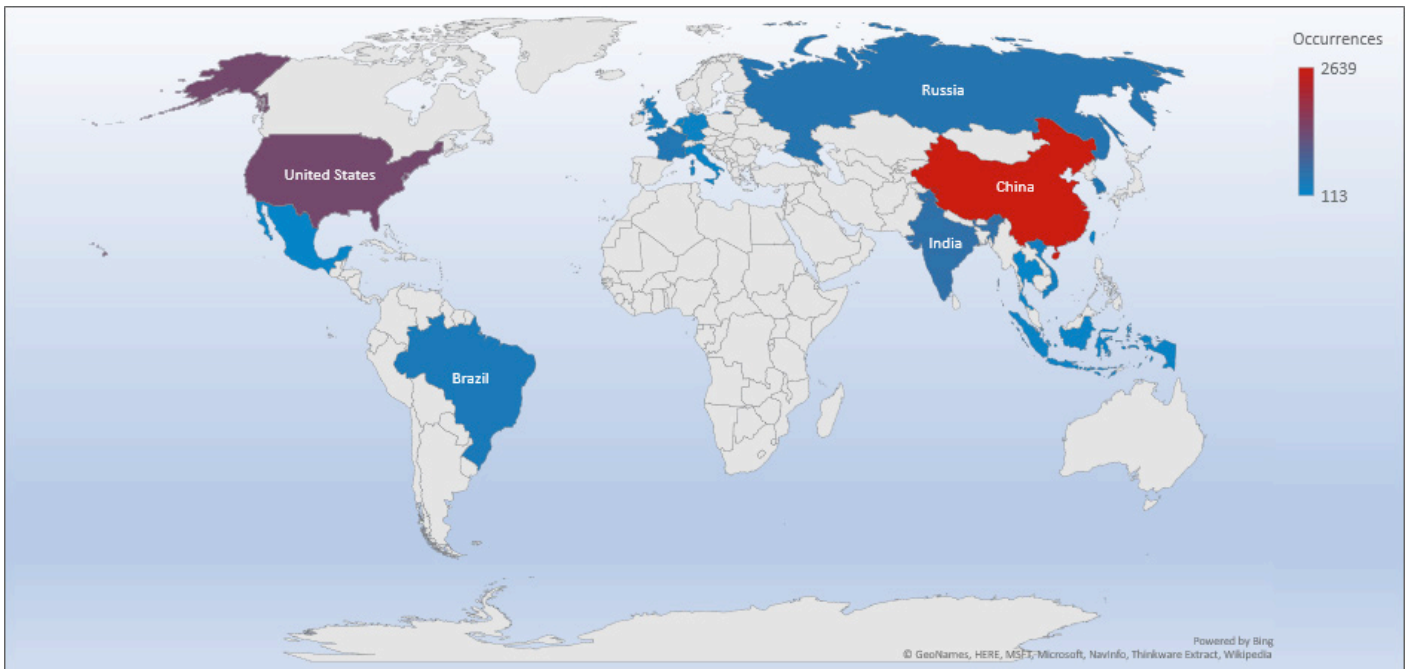 Occurrences
2639
113
Russia
United States
China
India
Brazil
Powered by Bing
© GeoNames, HERE, MSFT, Microsoft, NavInfo, Thinkware Extract, Wikipedia